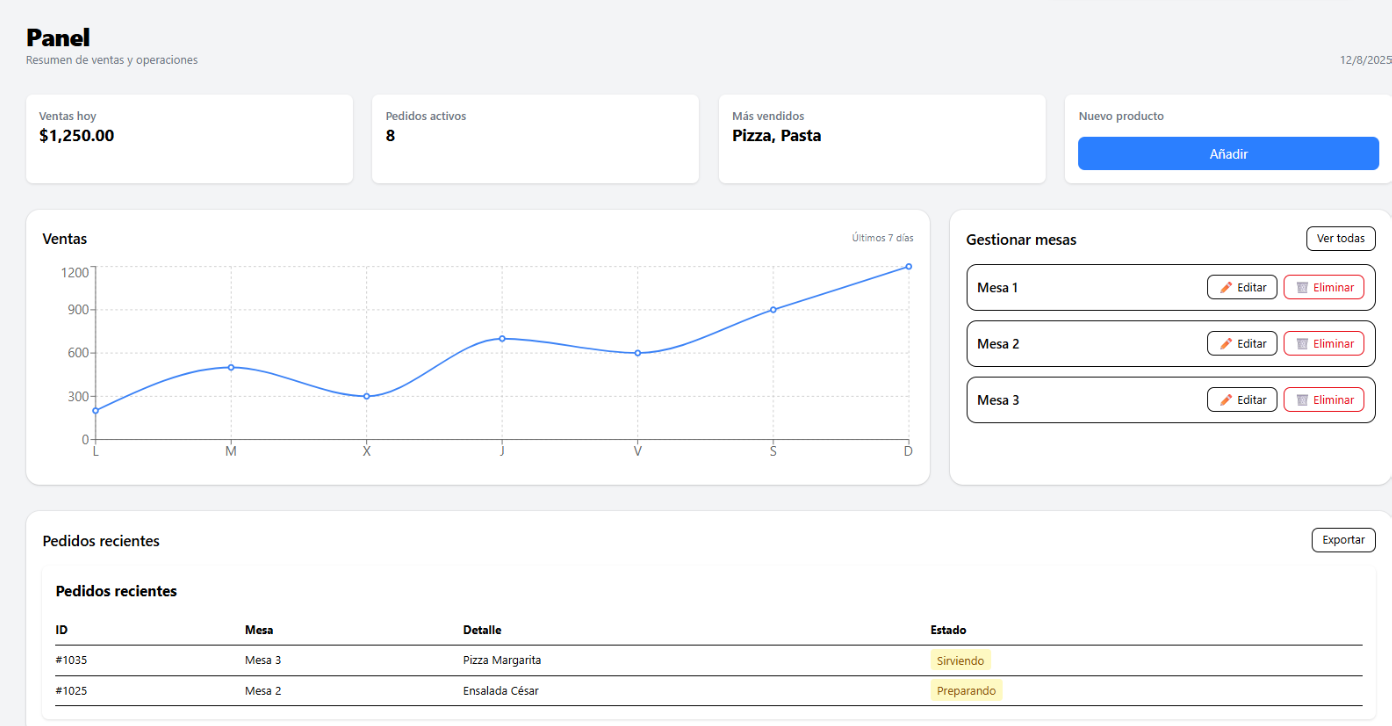 Panel
Resumen de ventas y operaciones
12/8/2025
Ventas hoy
$1,250.00
Pedidos activos
8
Más vendidos
Pizza, Pasta
Nuevo producto
Añadir
Ventas
Últimos 7 días
1200
900
600
300
0
L M X J V S D
Gestionar mesas
Ver todas
Mesa 1 Editar Eliminar
Mesa 2 Editar Eliminar
Mesa 3 Editar Eliminar
Pedidos recientes
Exportar
Pedidos recientes
ID Mesa Detalle Estado
#1035 Mesa 3 Pizza Margarita Sirviendo
#1025 Mesa 2 Ensalada César Preparando